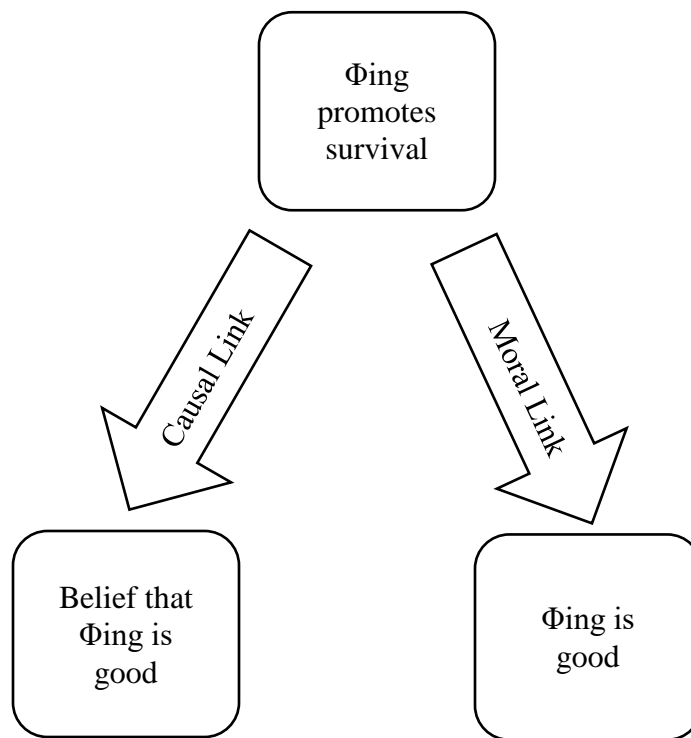 Φing
promotes
survival
Causal Link
Moral Link
Belief that
Φing is
good
Φing is
good